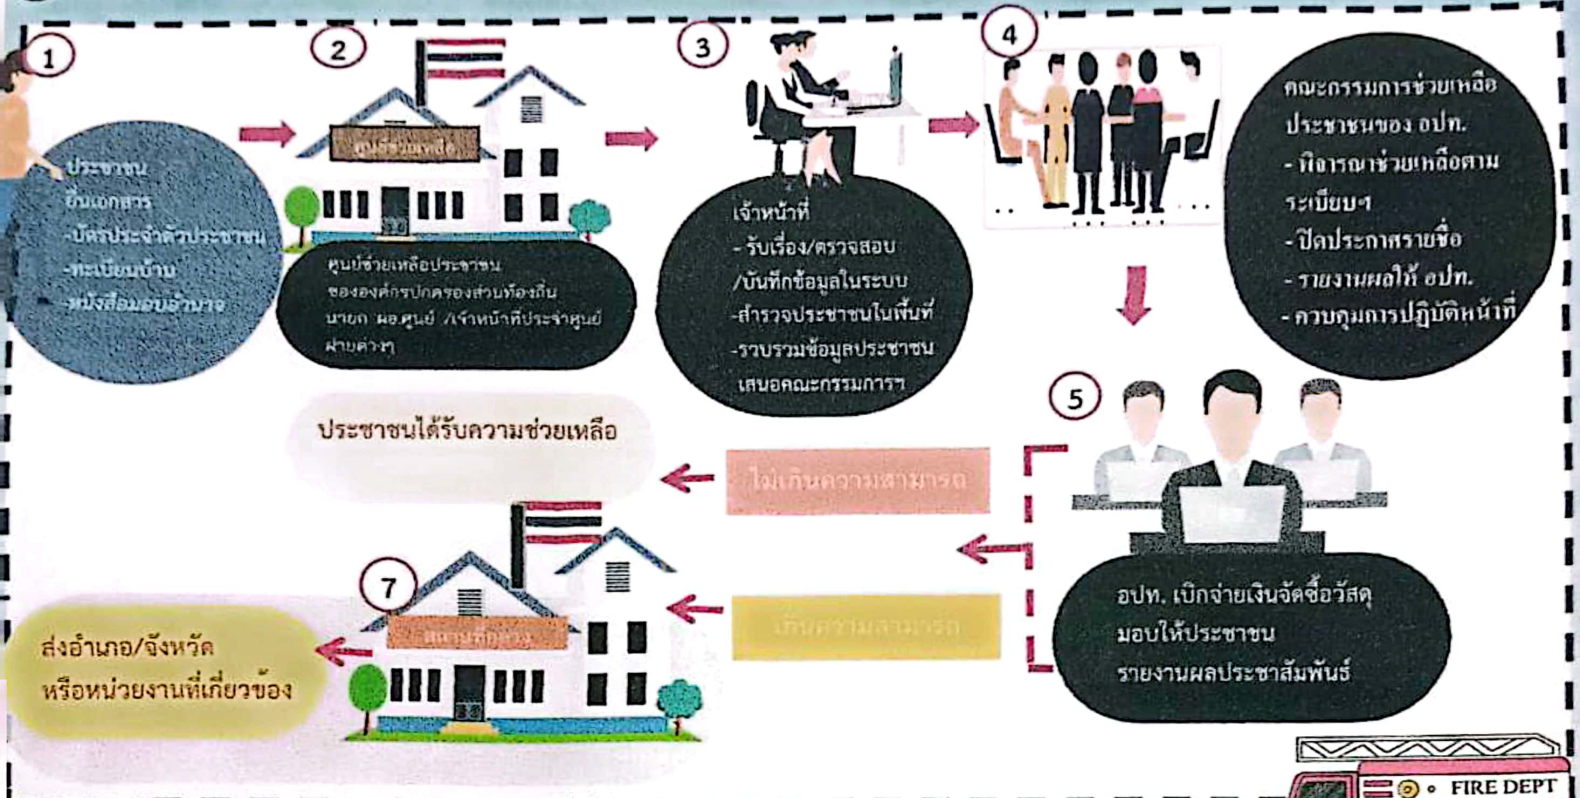 1
ประชาชน
ยื่นเอกสาร
-บัตรประจำตัวประชาชน
-ทะเบียนบ้าน
-หนังสือมอบอำนาจ
2
ศูนย์ช่วยเหลือ
ศูนย์ช่วยเหลือประชาชน
ขององค์กรปกครองส่วนท้องถิ่น
นายก ผอ.ศูนย์ /เจ้าหน้าที่ประจำศูนย์
ฝ่ายต่างๆ
3
เจ้าหน้าที่
- รับเรื่อง/ตรวจสอบ
/บันทึกข้อมูลในระบบ
-สำรวจประชาชนในพื้นที่
-รวบรวมข้อมูลประชาชน
เสนอคณะกรรมการฯ
4
คณะกรรมการช่วยเหลือ
ประชาชนของ อปท.
- พิจารณาช่วยเหลือตาม
ระเบียบฯ
- ปิดประกาศรายชื่อ
- รายงานผลให้ อปท.
- ควบคุมการปฏิบัติหน้าที่
5
อปท. เบิกจ่ายเงินจัดซื้อวัสดุ
มอบให้ประชาชน
รายงานผลประชาสัมพันธ์
ไม่เกินความสามารถ
ประชาชนได้รับความช่วยเหลือ
เกินความสามารถ
7
สถานที่กลาง
ส่งอำเภอ/จังหวัด
หรือหน่วยงานที่เกี่ยวข้อง
FIRE DEPT